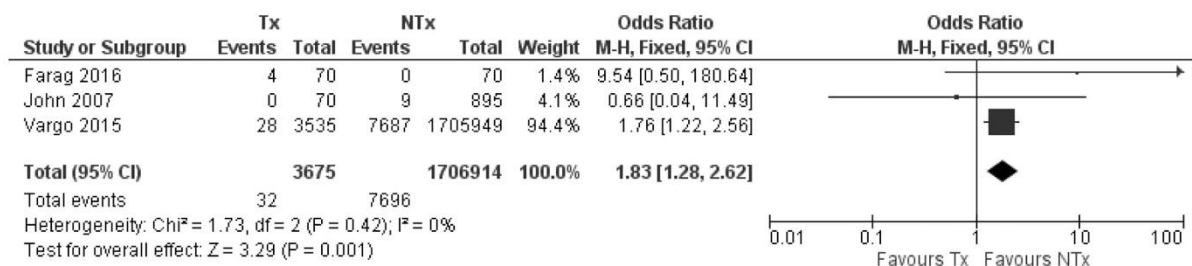 Tx NTx Odds Ratio Odds Ratio
Study or Subgroup Events Total Events Total Weight M-H, Fixed, 95% CI M-H, Fixed, 95% CI
Farag 2016 4 70 0 70 1.4% 9.54 [0.50, 180.64]
John 2007 0 70 9 895 4.1% 0.66 [0.04, 11.49]
Vargo 2015 28 3535 7687 1705949 94.4% 1.76 [1.22, 2.56]
Total (95% CI) 3675 1706914 100.0% 1.83 [1.28, 2.62]
Total events 32 7696
Heterogeneity: Chi² = 1.73, df = 2 (P = 0.42); I² = 0%
Test for overall effect: Z = 3.29 (P = 0.001)
0.01 0.1 1 10 100
Favours Tx Favours NTx